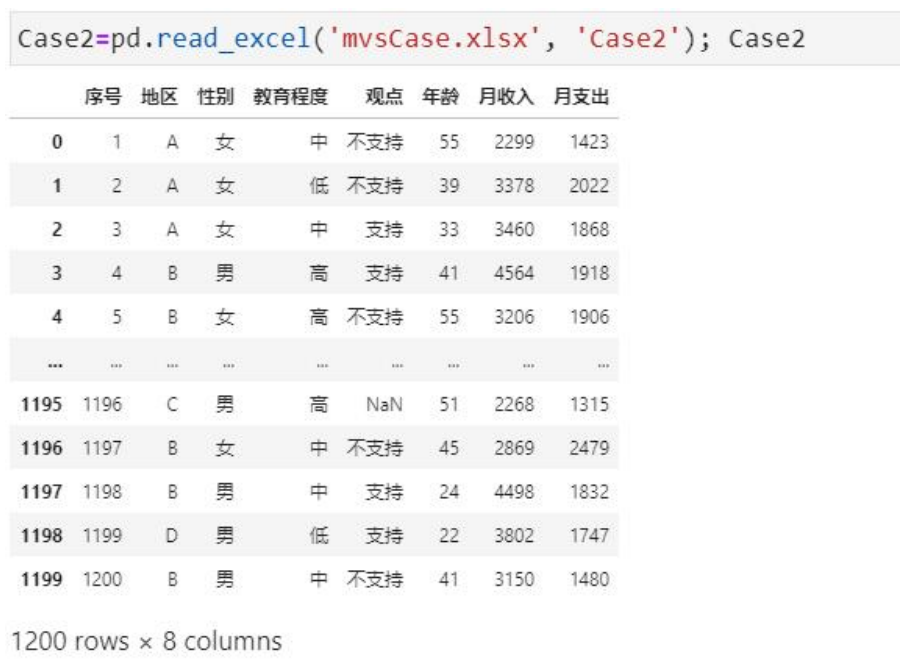 Case2=pd.read_excel('mvsCase.xlsx', 'Case2'); Case2
序号 地区 性别 教育程度 观点 年龄 月收入 月支出
0 1 A 女 中 不支持 55 2299 1423
1 2 A 女 低 不支持 39 3378 2022
2 3 A 女 中 支持 33 3460 1868
3 4 B 男 高 支持 41 4564 1918
4 5 B 女 高 不支持 55 3206 1906
... ... ... ... ... ... ... ... ...
1195 1196 C 男 高 NaN 51 2268 1315
1196 1197 B 女 中 不支持 45 2869 2479
1197 1198 B 男 中 支持 24 4498 1832
1198 1199 D 男 低 支持 22 3802 1747
1199 1200 B 男 中 不支持 41 3150 1480
1200 rows × 8 columns